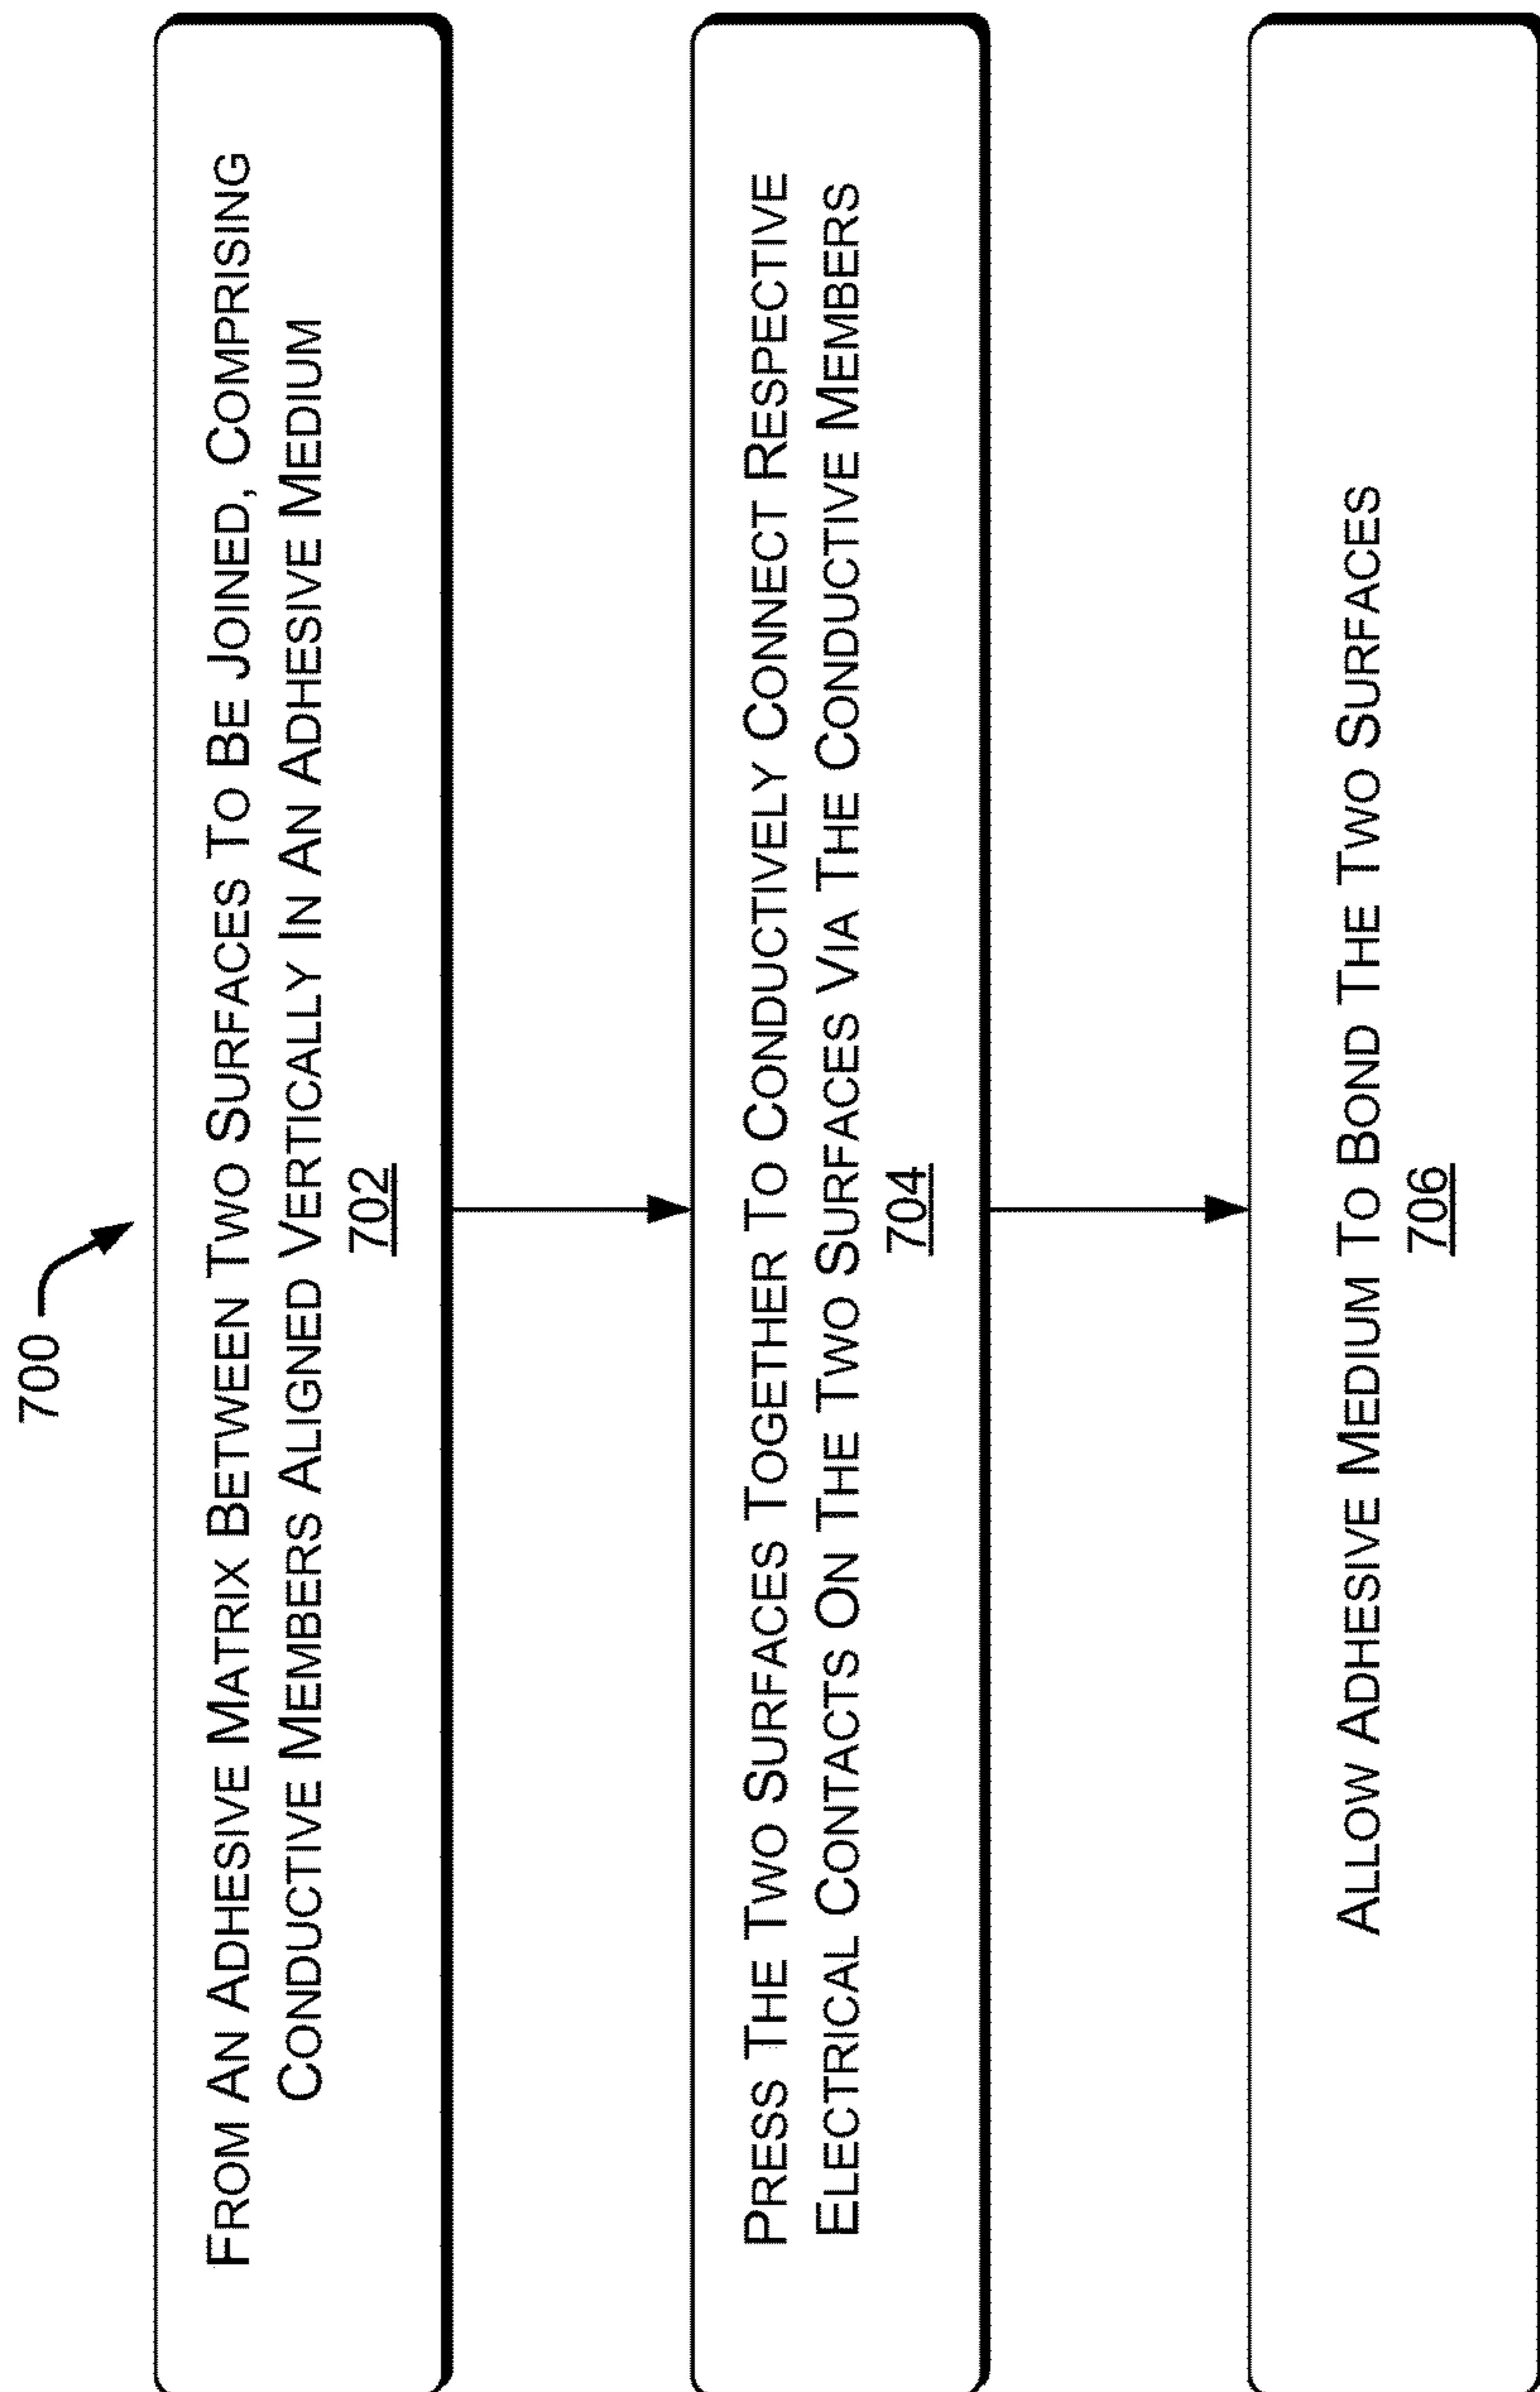 700
FROM AN ADHESIVE MATRIX BETWEEN TWO SURFACES TO BE JOINED, COMPRISING
CONDUCTIVE MEMBERS ALIGNED VERTICALLY IN AN ADHESIVE MEDIUM
702
PRESS THE TWO SURFACES TOGETHER TO CONDUCTIVELY CONNECT RESPECTIVE
ELECTRICAL CONTACTS ON THE TWO SURFACES VIA THE CONDUCTIVE MEMBERS
704
ALLOW ADHESIVE MEDIUM TO BOND THE TWO SURFACES
706